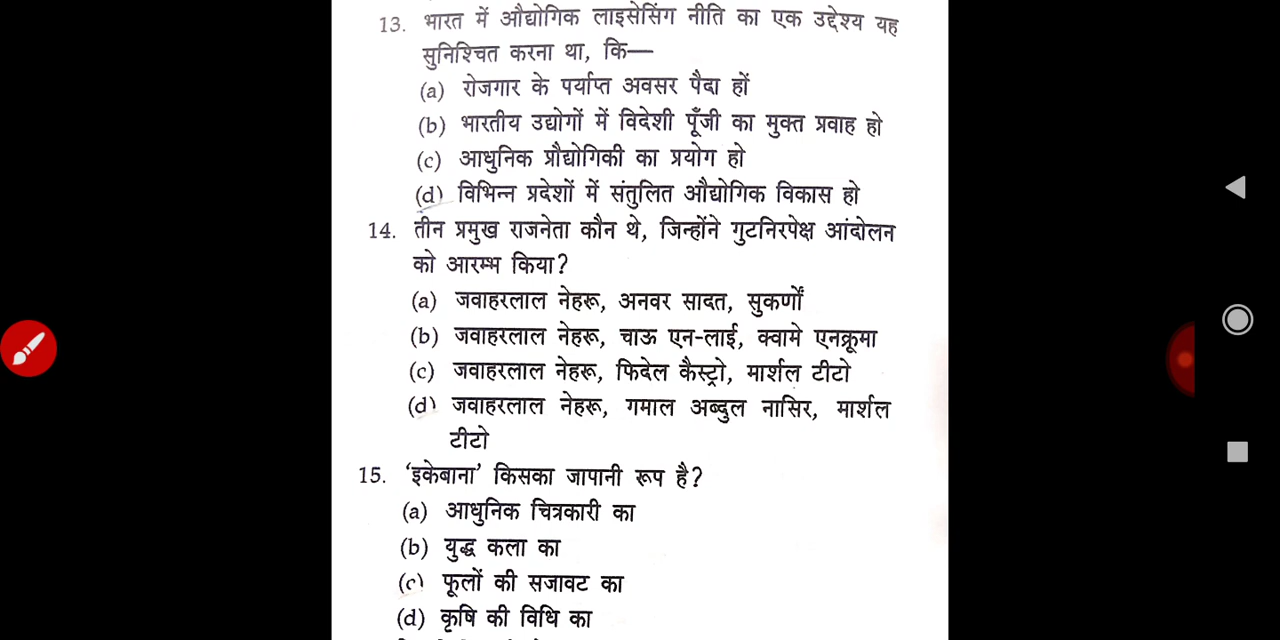 13. भारत में औद्योगिक लाइसेसिंग नीति का एक उद्देश्य यह
सुनिश्चित करना था, कि—
(a) रोजगार के पर्याप्त अवसर पैदा हों
(b) भारतीय उद्योगों में विदेशी पूँजी का मुक्त प्रवाह हो
(c) आधुनिक प्रौद्योगिकी का प्रयोग हो
(d) विभिन्न प्रदेशों में संतुलित औद्योगिक विकास हो
14. तीन प्रमुख राजनेता कौन थे, जिन्होंने गुटनिरपेक्ष आंदोलन
को आरम्भ किया?
(a) जवाहरलाल नेहरू, अनवर सादत, सुकर्णों
(b) जवाहरलाल नेहरू, चाऊ एन-लाई, क्वामे एनक्रूमा
(c) जवाहरलाल नेहरू, फिदेल कैस्ट्रो, मार्शल टीटो
(d) जवाहरलाल नेहरू, गमाल अब्दुल नासिर, मार्शल
टीटो
15. ‘इकेबाना’ किसका जापानी रूप है?
(a) आधुनिक चित्रकारी का
(b) युद्ध कला का
(c) फूलों की सजावट का
(d) कृषि की विधि का